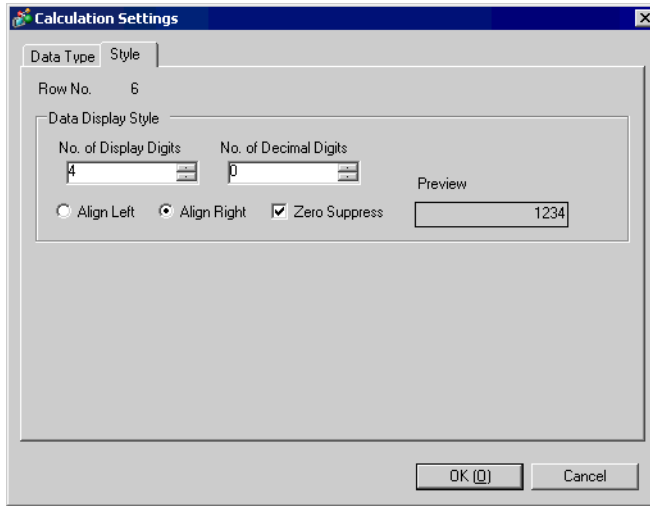 Calculation Settings
Data Type Style
Row No. 6
Data Display Style
No. of Display Digits No. of Decimal Digits
4 0
Preview
Align Left Align Right Zero Suppress 1234
OK (O) Cancel